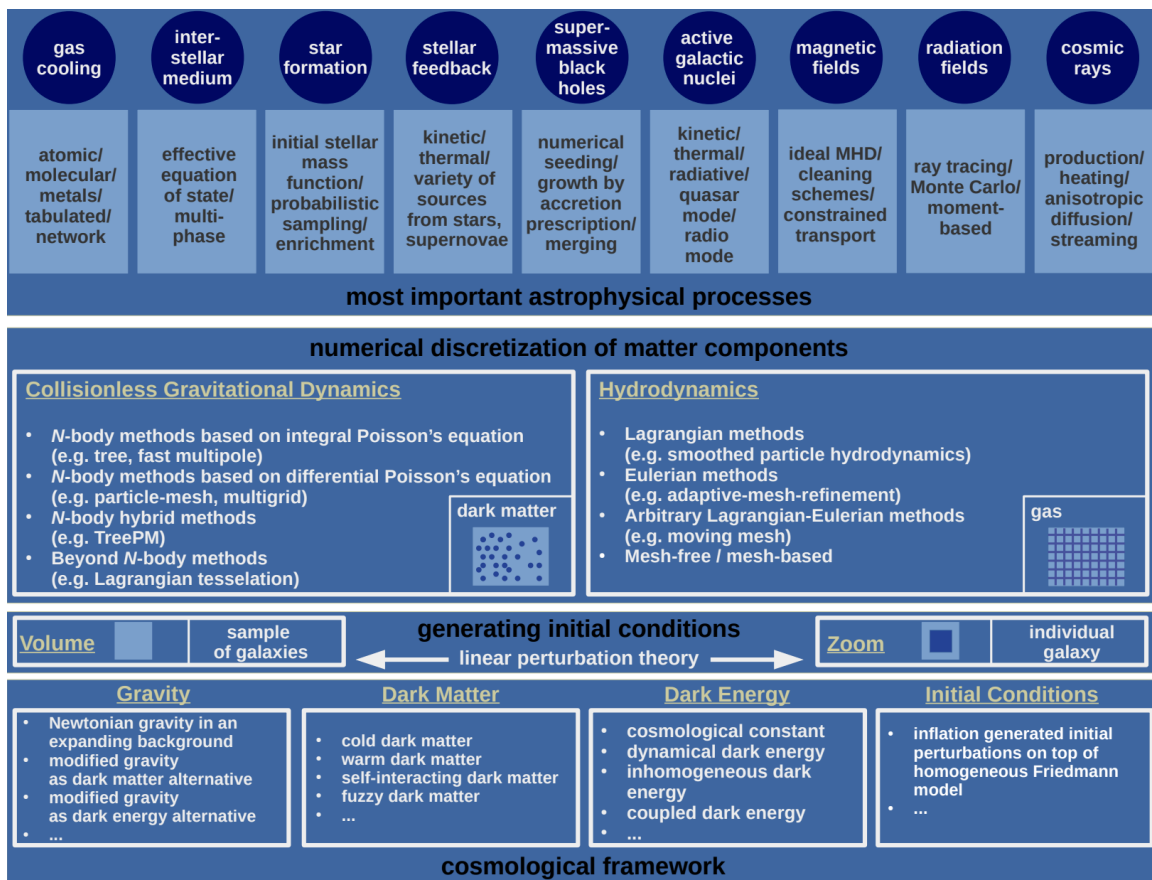 gas
cooling
inter-
stellar
medium
star
formation
stellar
feedback
super-
massive
black
holes
active
galactic
nuclei
magnetic
fields
radiation
fields
cosmic
rays
atomic/
molecular/
metals/
tabulated/
network
effective
equation
of state/
multi-
phase
initial stellar
mass
function/
probabilistic
sampling/
enrichment
kinetic/
thermal/
variety of
sources
from stars,
supernovae
numerical
seeding/
growth by
accretion
prescription/
merging
kinetic/
thermal/
radiative/
quasar
mode/
radio
mode
ideal MHD/
cleaning
schemes/
constrained
transport
ray tracing/
Monte Carlo/
moment-
based
production/
heating/
anisotropic
diffusion/
streaming
most important astrophysical processes
numerical discretization of matter components
Collisionless Gravitational Dynamics
• N-body methods based on integral Poisson's equation
(e.g. tree, fast multipole)
• N-body methods based on differential Poisson's equation
(e.g. particle-mesh, multigrid)
• N-body hybrid methods
(e.g. TreePM)
• Beyond N-body methods
(e.g. Lagrangian tesselation)
dark matter
Hydrodynamics
• Lagrangian methods
(e.g. smoothed particle hydrodynamics)
• Eulerian methods
(e.g. adaptive-mesh-refinement)
• Arbitrary Lagrangian-Eulerian methods
(e.g. moving mesh)
• Mesh-free / mesh-based
gas
Volume
sample
of galaxies
generating initial conditions
linear perturbation theory
Zoom
individual
galaxy
Gravity
• Newtonian gravity in an
expanding background
• modified gravity
as dark matter alternative
• modified gravity
as dark energy alternative
• ...
Dark Matter
• cold dark matter
• warm dark matter
• self-interacting dark matter
• fuzzy dark matter
• ...
Dark Energy
• cosmological constant
• dynamical dark energy
• inhomogeneous dark
energy
• coupled dark energy
• ...
Initial Conditions
• inflation generated initial
perturbations on top of
homogeneous Friedmann
model
• ...
cosmological framework